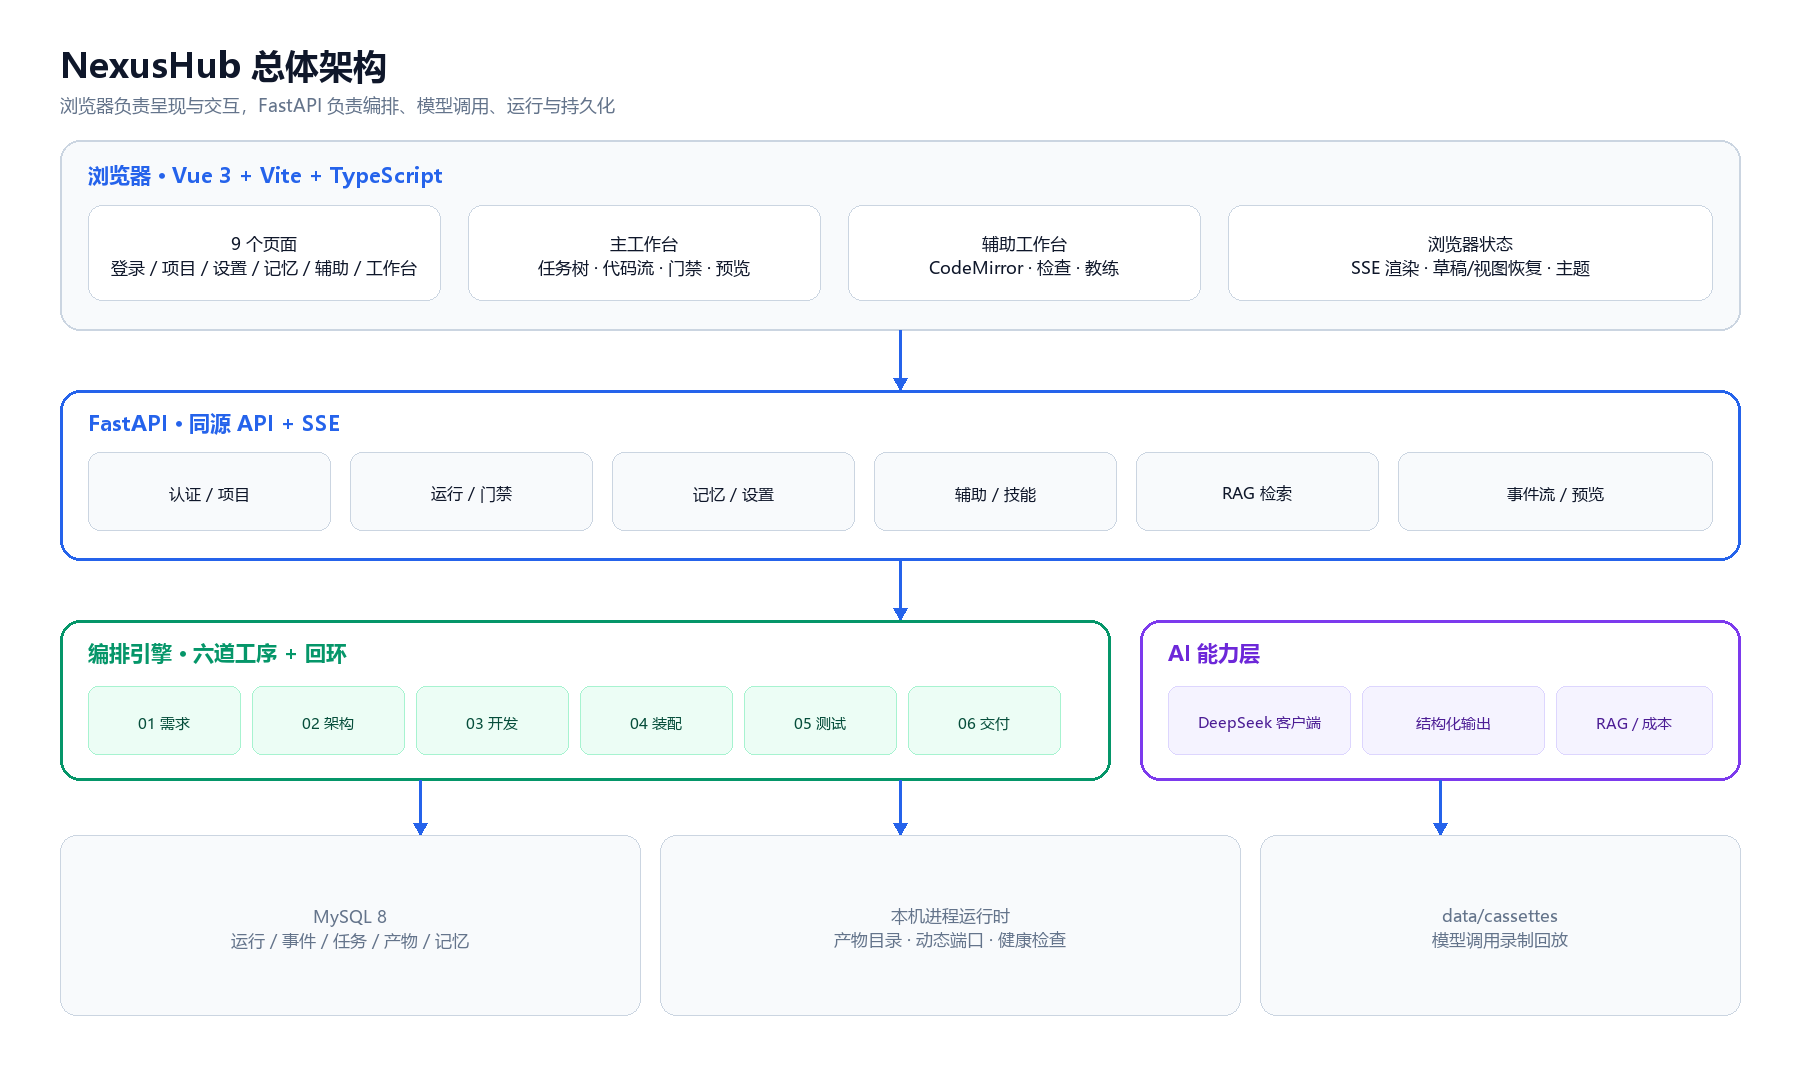 NexusHub 总体架构
浏览器负责呈现与交互，FastAPI 负责编排、模型调用、运行与持久化
浏览器 • Vue 3 + Vite + TypeScript
9 个页面
登录 / 项目 / 设置 / 记忆 / 辅助 / 工作台
主工作台
任务树 · 代码流 · 门禁 · 预览
辅助工作台
CodeMirror · 检查 · 教练
浏览器状态
SSE 渲染 · 草稿/视图恢复 · 主题
FastAPI • 同源 API + SSE
认证 / 项目
运行 / 门禁
记忆 / 设置
辅助 / 技能
RAG 检索
事件流 / 预览
编排引擎 • 六道工序 + 回环
01 需求
02 架构
03 开发
04 装配
05 测试
06 交付
AI 能力层
DeepSeek 客户端
结构化输出
RAG / 成本
MySQL 8
运行 / 事件 / 任务 / 产物 / 记忆
本机进程运行时
产物目录 · 动态端口 · 健康检查
data/cassettes
模型调用录制回放